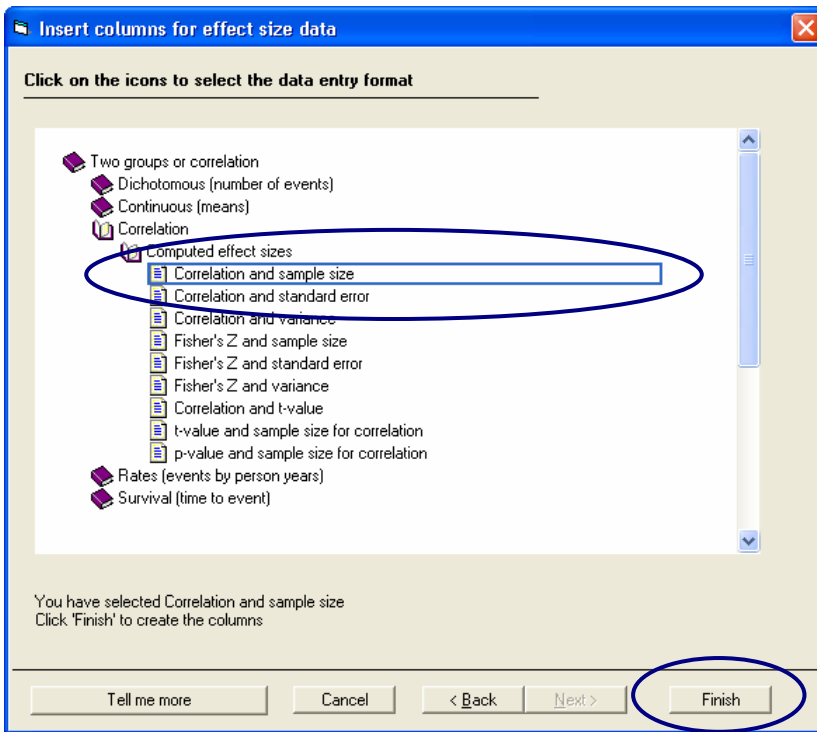 Insert columns for effect size data
Click on the icons to select the data entry format
Two groups or correlation
Dichotomous (number of events)
Continuous (means)
Correlation
Computed effect sizes
Correlation and sample size
Correlation and standard error
Correlation and variance
Fisher's Z and sample size
Fisher's Z and standard error
Fisher's Z and variance
Correlation and t-value
t-value and sample size for correlation
p-value and sample size for correlation
Rates (events by person years)
Survival (time to event)
You have selected Correlation and sample size
Click 'Finish' to create the columns
Tell me more Cancel < Back Next > Finish